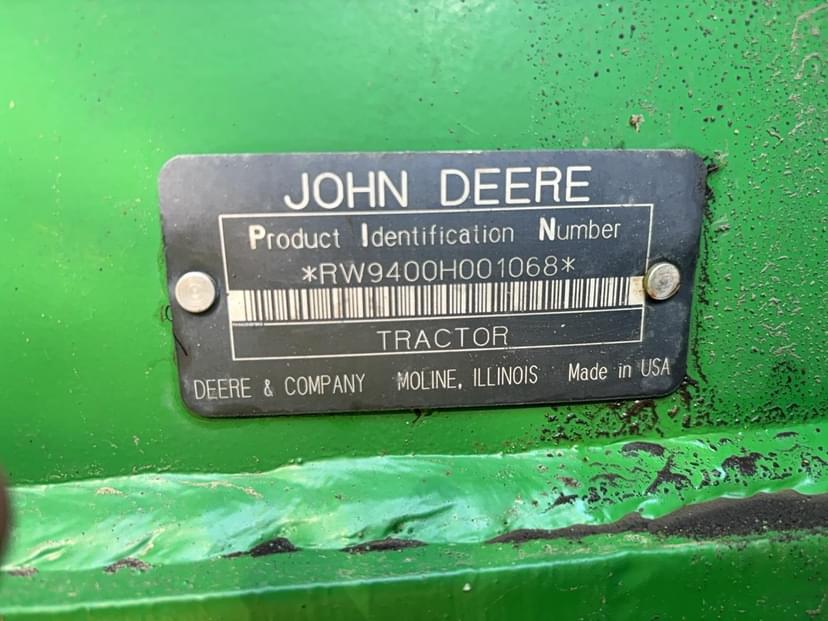 JOHN DEERE
Product Identification Number
*RW9400H001068*
TRACTOR
DEERE & COMPANY MOLINE, ILLINOIS Made in USA